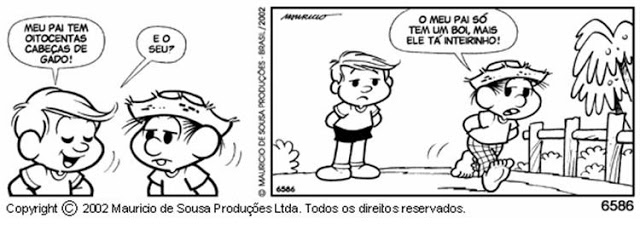 MEU PAI TEM
OITOCENTAS
CABEÇAS DE
GADO!
E O
SEU?
© MAURICIO DE SOUSA PRODUÇÕES - BRASIL/2002
MAURICIO
O MEU PAI SÓ
TEM UM BOI, MAIS
ELE TÁ INTEIRINHO!
6586
Copyright © 2002 Mauricio de Sousa Produções Ltda. Todos os direitos reservados.
6586